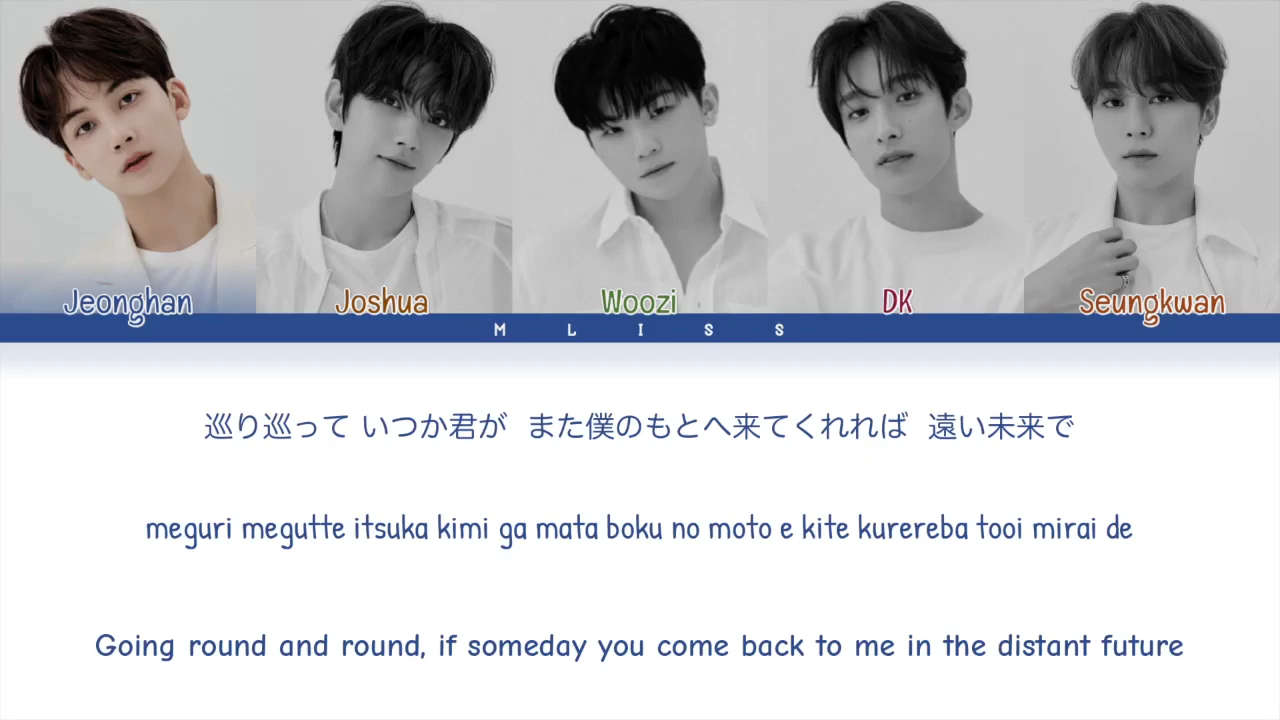 Jeonghan Joshua Woozi DK Seungkwan
M L I S S
巡り巡って いつか君が また僕のもとへ来てくれれば 遠い未来で
meguri megutte itsuka kimi ga mata boku no moto e kite kurereba tooi mirai de
Going round and round, if someday you come back to me in the distant future